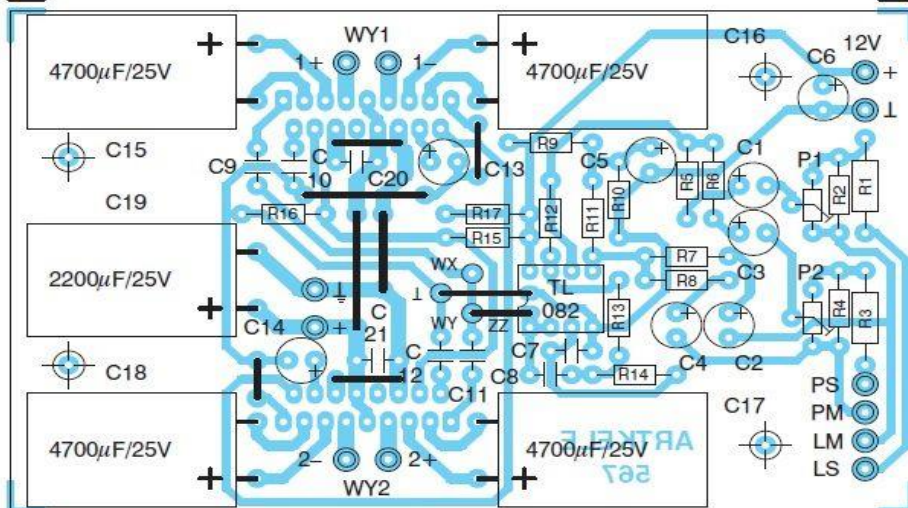 WY1
C16
12V
C6
+
4700µF/25V
+
1+
1-
+
4700µF/25V
+
⊥
C15
C9
C
10
C20
+
C13
R9
C5
+
R5
R6
C1
+
P1
R2
R1
C19
R16
R17
R12
R11
R10
R15
+
2200µF/25V
WX
R7
R8
C3
P2
⊥
⊥
TL
082
R13
R4
R3
+
C14
+
C
21
WY
ZZ
+
+
C
12
C7
C4
C2
C18
C11
C8
R14
PS
C17
PM
4700µF/25V
4700µF/25V
ARTKELE
567
LM
+
2-
2+
+
LS
WY2